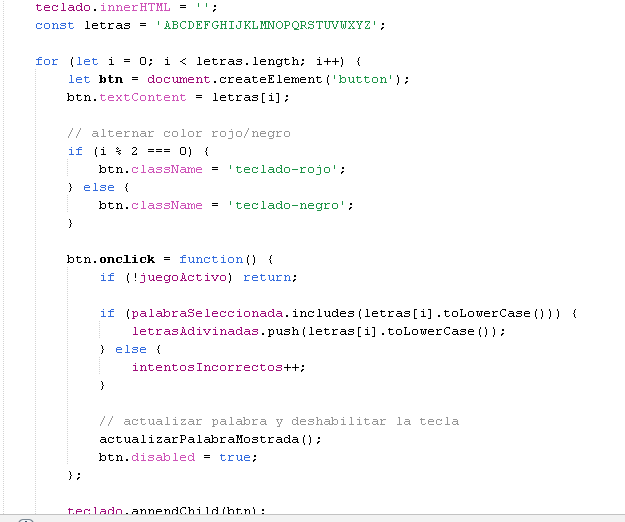 teclado.innerHTML = '';
const letras = 'ABCDEFGHIJKLMNOPQRSTUVWXYZ';
for (let i = 0; i < letras.length; i++) {
let btn = document.createElement('button');
btn.textContent = letras[i];
// alternar color rojo/negro
if (i % 2 === 0) {
btn.className = 'teclado-rojo';
} else {
btn.className = 'teclado-negro';
}
btn.onclick = function() {
if (!juegoActivo) return;
if (palabraSeleccionada.includes(letras[i].toLowerCase())) {
letrasAdivinadas.push(letras[i].toLowerCase());
} else {
intentosIncorrectos++;
}
// actualizar palabra y deshabilitar la tecla
actualizarPalabraMostrada();
btn.disabled = true;
};
teclado.appendChild(btn);